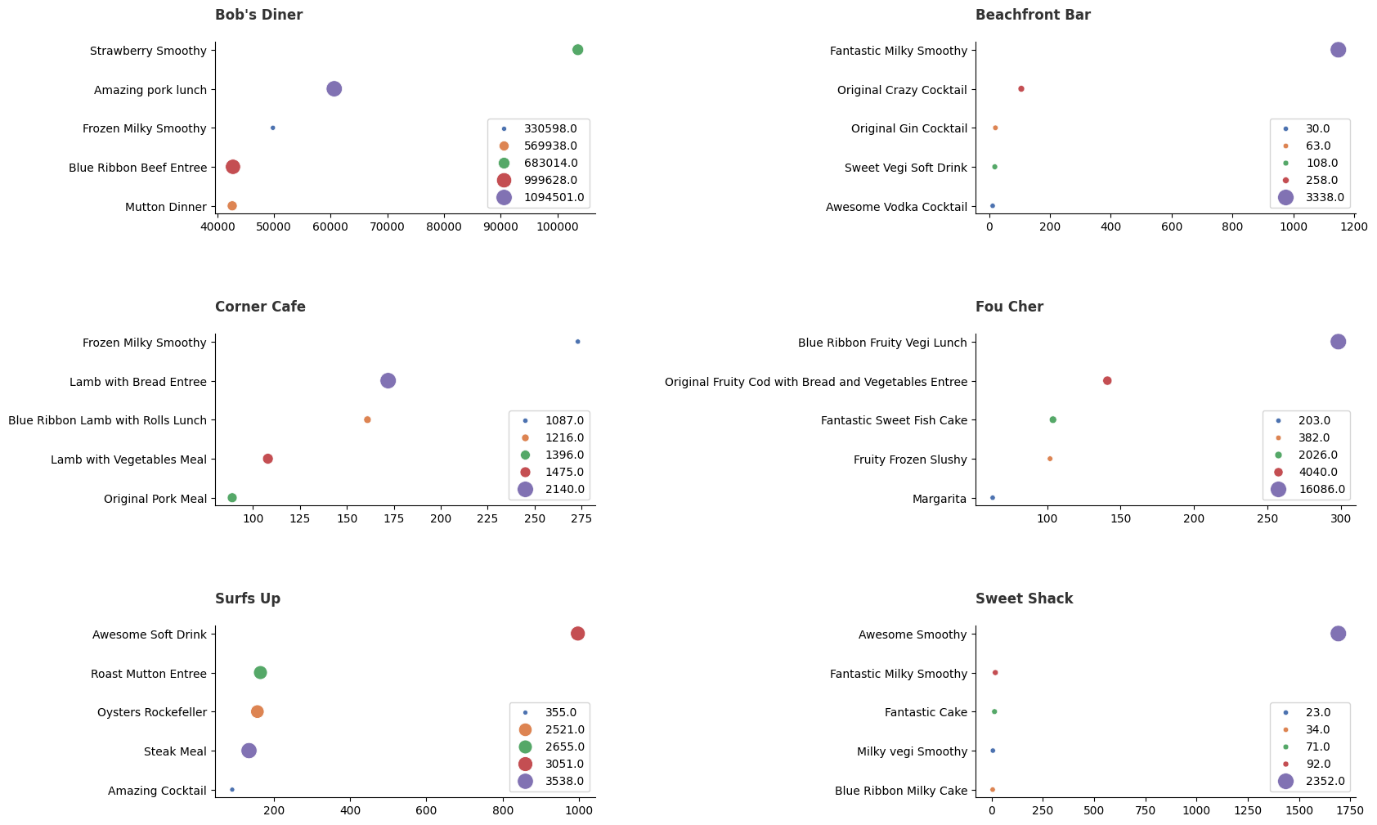 Bob's Diner
Strawberry Smoothy
Amazing pork lunch
Frozen Milky Smoothy
Blue Ribbon Beef Entree
Mutton Dinner
330598.0
569938.0
683014.0
999628.0
1094501.0
40000 50000 60000 70000 80000 90000 100000
Beachfront Bar
Fantastic Milky Smoothy
Original Crazy Cocktail
Original Gin Cocktail
Sweet Vegi Soft Drink
Awesome Vodka Cocktail
30.0
63.0
108.0
258.0
3338.0
0 200 400 600 800 1000 1200
Corner Cafe
Frozen Milky Smoothy
Lamb with Bread Entree
Blue Ribbon Lamb with Rolls Lunch
Lamb with Vegetables Meal
Original Pork Meal
1087.0
1216.0
1396.0
1475.0
2140.0
100 125 150 175 200 225 250 275
Fou Cher
Blue Ribbon Fruity Vegi Lunch
Original Fruity Cod with Bread and Vegetables Entree
Fantastic Sweet Fish Cake
Fruity Frozen Slushy
Margarita
203.0
382.0
2026.0
4040.0
16086.0
100 150 200 250 300
Surfs Up
Awesome Soft Drink
Roast Mutton Entree
Oysters Rockefeller
Steak Meal
Amazing Cocktail
355.0
2521.0
2655.0
3051.0
3538.0
200 400 600 800 1000
Sweet Shack
Awesome Smoothy
Fantastic Milky Smoothy
Fantastic Cake
Milky vegi Smoothy
Blue Ribbon Milky Cake
23.0
34.0
71.0
92.0
2352.0
0 250 500 750 1000 1250 1500 1750